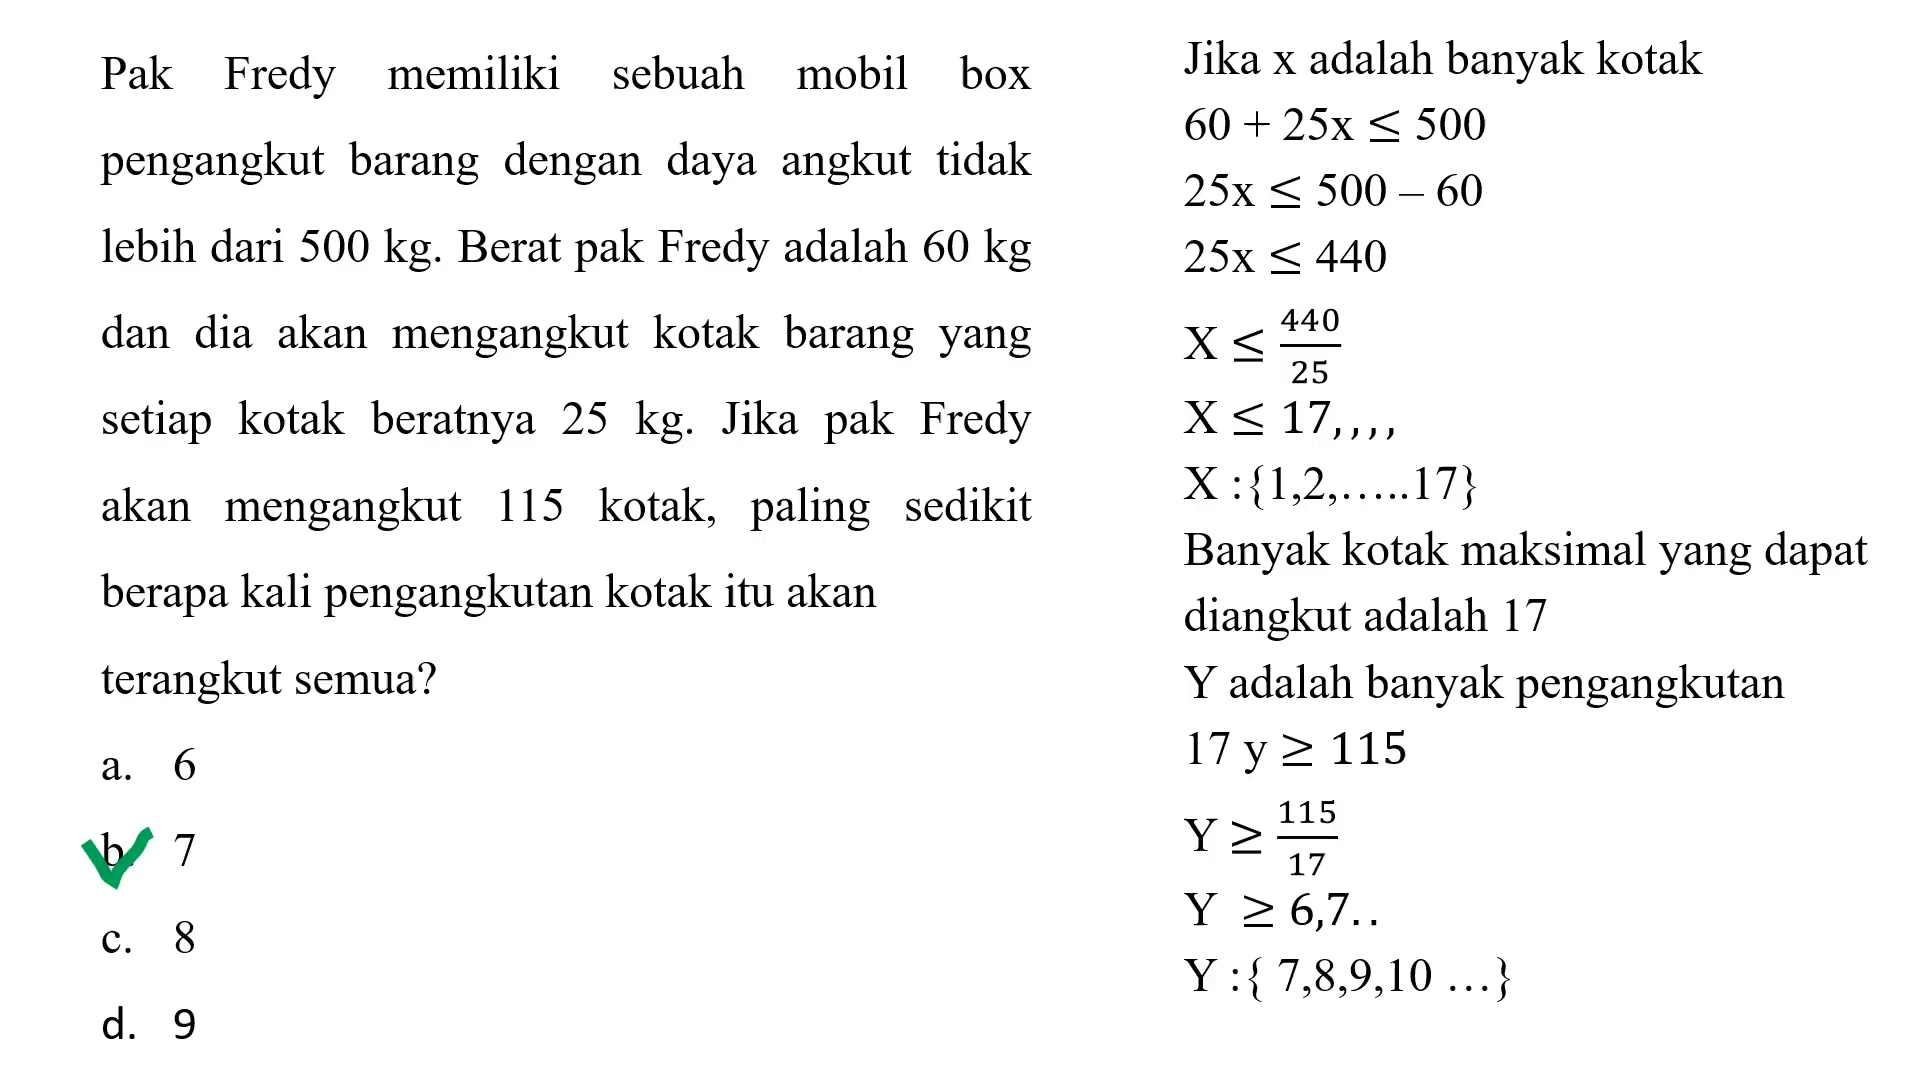 Pak Fredy memiliki sebuah mobil box
pengangkut barang dengan daya angkut tidak
lebih dari 500 kg. Berat pak Fredy adalah 60 kg
dan dia akan mengangkut kotak barang yang
setiap kotak beratnya 25 kg. Jika pak Fredy
akan mengangkut 115 kotak, paling sedikit
berapa kali pengangkutan kotak itu akan
terangkut semua?
a. 6
b. 7
c. 8
d. 9
Jika x adalah banyak kotak
60 + 25x ≤ 500
25x ≤ 500 – 60
25x ≤ 440
X ≤ 440/25
X ≤ 17,,,,
X :{1,2,…..17}
Banyak kotak maksimal yang dapat
diangkut adalah 17
Y adalah banyak pengangkutan
17 y ≥ 115
Y ≥ 115/17
Y ≥ 6,7..
Y :{ 7,8,9,10 …}